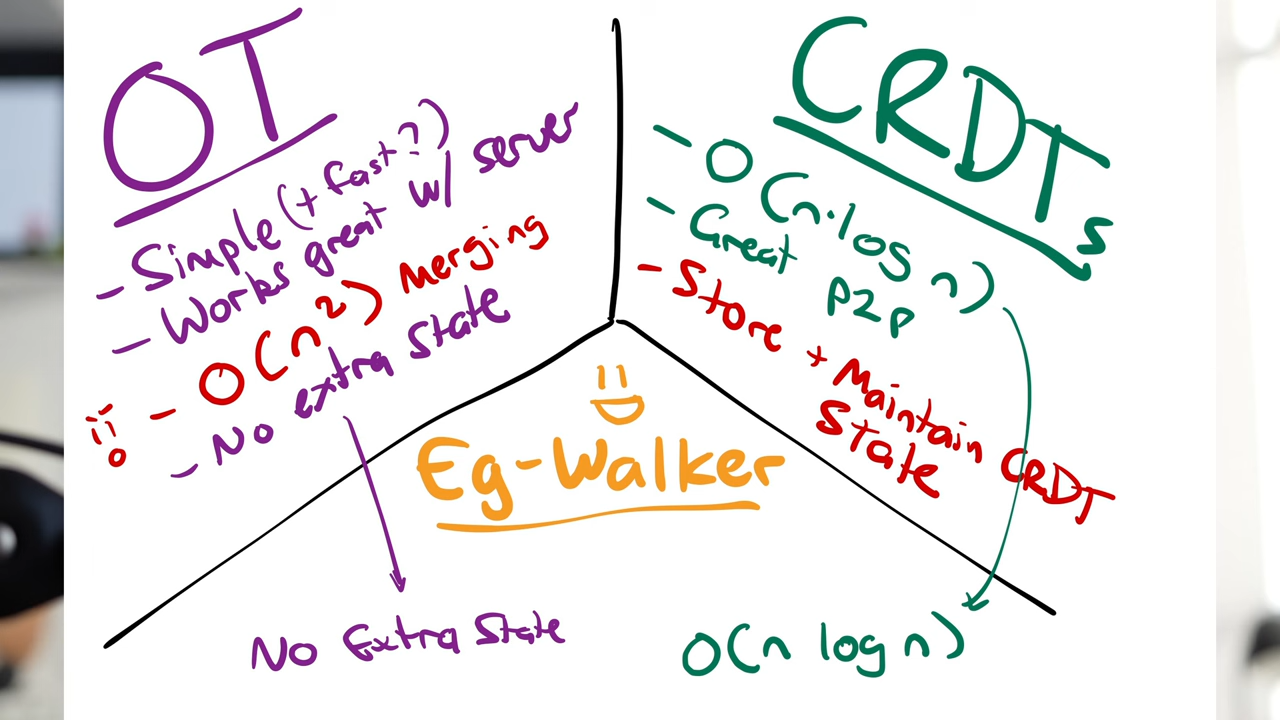 OT
- Simple (+ fast?)
- Works great w/ server
- O(n²) merging
- No extra state
CRDTs
- O(n·log n)
- Great P2P
- Store + Maintain CRDT
State
Eg-Walker
No Extra State
O(n log n)